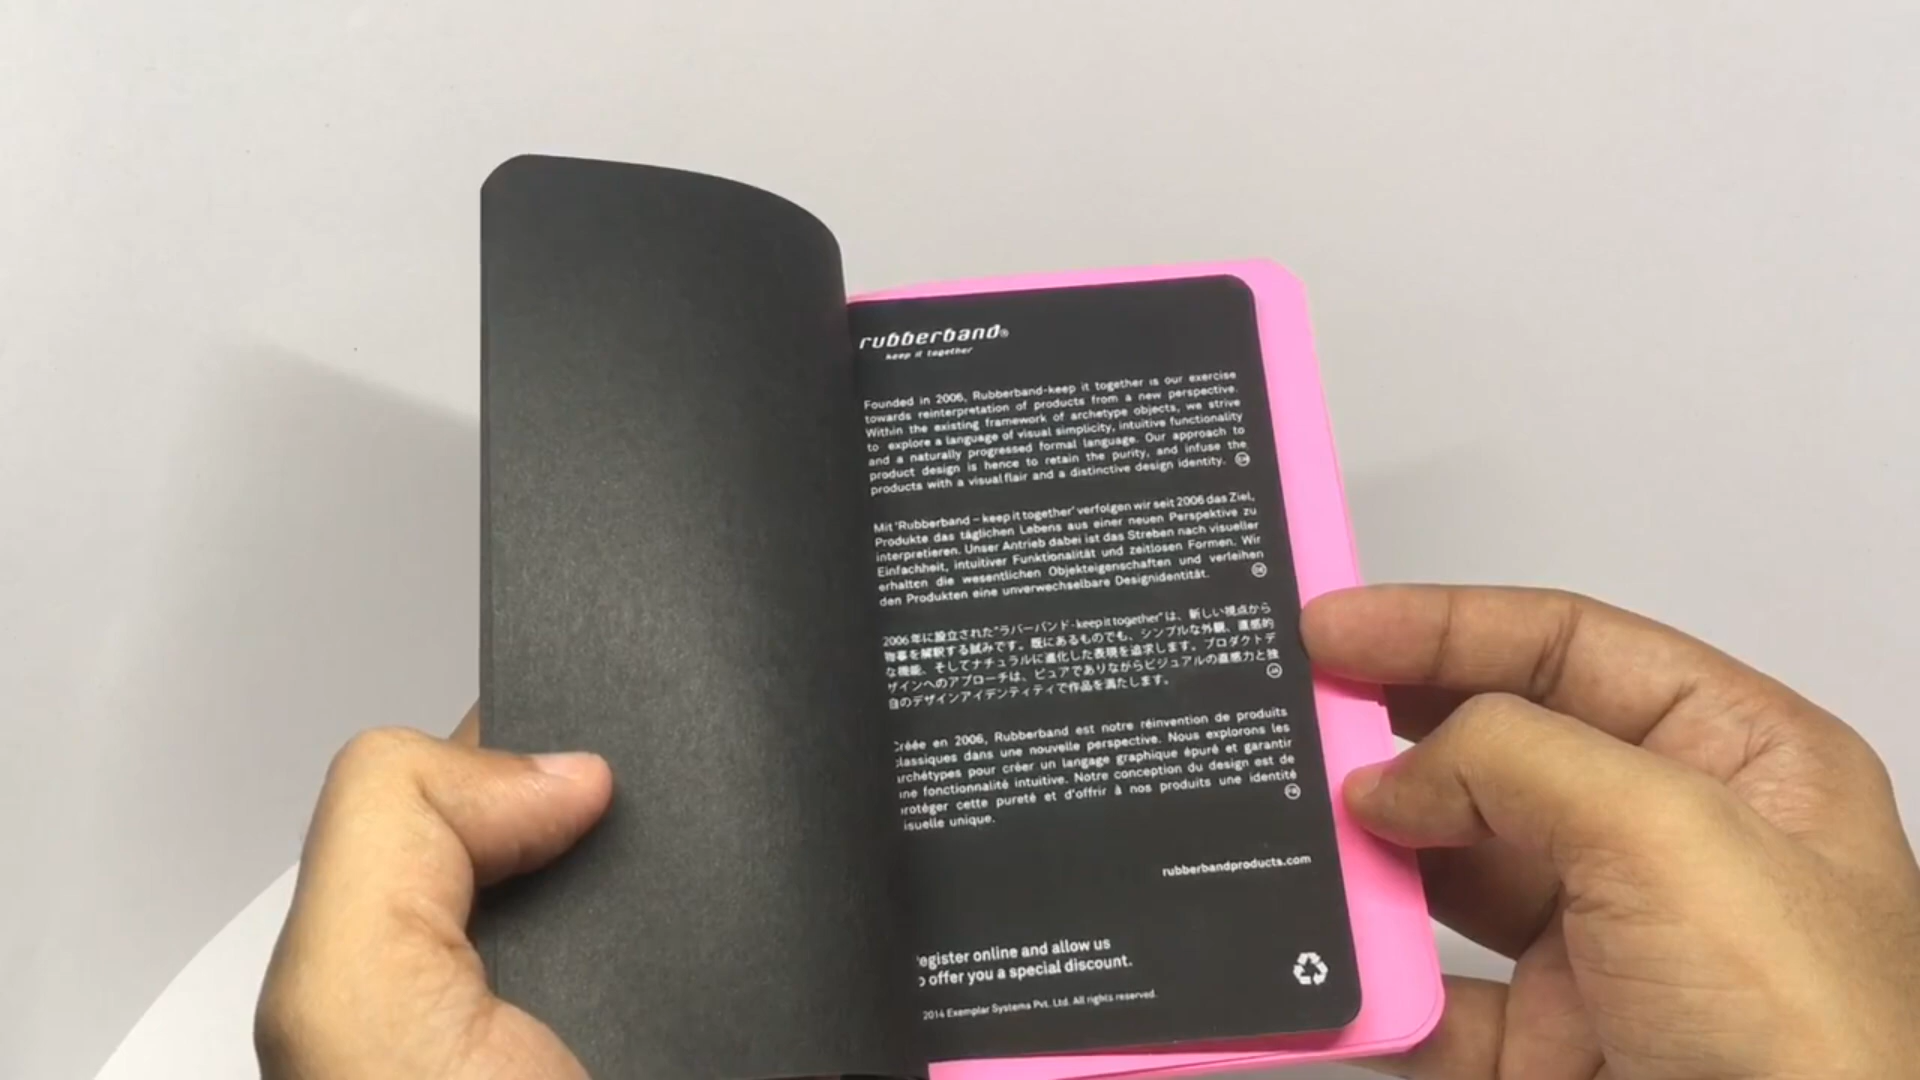 rubberband®
keep it together
Founded in 2006, Rubberband-keep it together is our exercise
towards reinterpretation of products from a new perspective.
Within the existing framework of archetype objects, we strive
to explore a language of visual simplicity, intuitive functionality
and a naturally progressed formal language. Our approach to
product design is hence to retain the purity, and infuse the
products with a visual flair and a distinctive design identity. EN
Mit 'Rubberband – keep it together' verfolgen wir seit 2006 das Ziel,
Produkte das täglichen Lebens aus einer neuen Perspektive zu
interpretieren. Unser Antrieb dabei ist das Streben nach visueller
Einfachheit, intuitiver Funktionalität und zeitlosen Formen. Wir
erhalten die wesentlichen Objekteigenschaften und verleihen
den Produkten eine unverwechselbare Designidentität. DE
2006年に設立された"ラバーバンド-keep it together"は、新しい視点から
物事を解釈する試みです。既にあるものでも、シンプルな外観、直感的
な機能、そしてナチュラルに進化した表現を追求します。プロダクトデ
ザインへのアプローチは、ピュアでありながらビジュアルの直感力と独
自のデザインアイデンティティで作品を満たします。 JA
réée en 2006, Rubberband est notre réinvention de produits
lassiques dans une nouvelle perspective. Nous explorons les
rchétypes pour créer un langage graphique épuré et garantir
ne fonctionnalité intuitive. Notre conception du design est de
rotéger cette pureté et d'offrir à nos produits une identité
isuelle unique. FR
rubberbandproducts.com
egister online and allow us
o offer you a special discount.
2014 Exemplar Systems Pvt. Ltd. All rights reserved.